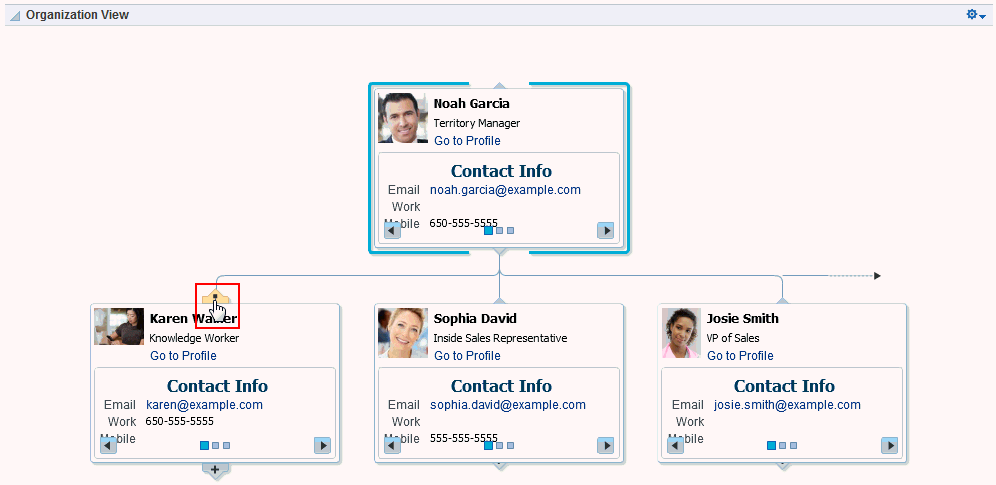 Organization View
Noah Garcia
Territory Manager
Go to Profile
Contact Info
Email noah.garcia@example.com
Work
Mobile 650-555-5555
Karen
Knowledge Worker
Go to Profile
Contact Info
Email karen@example.com
Work 650-555-5555
Mobile
Sophia David
Inside Sales Representative
Go to Profile
Contact Info
Email sophia.david@example.com
Work
Mobile 555-555-5555
Josie Smith
VP of Sales
Go to Profile
Contact Info
Email josie.smith@example.com
Work
Mobile